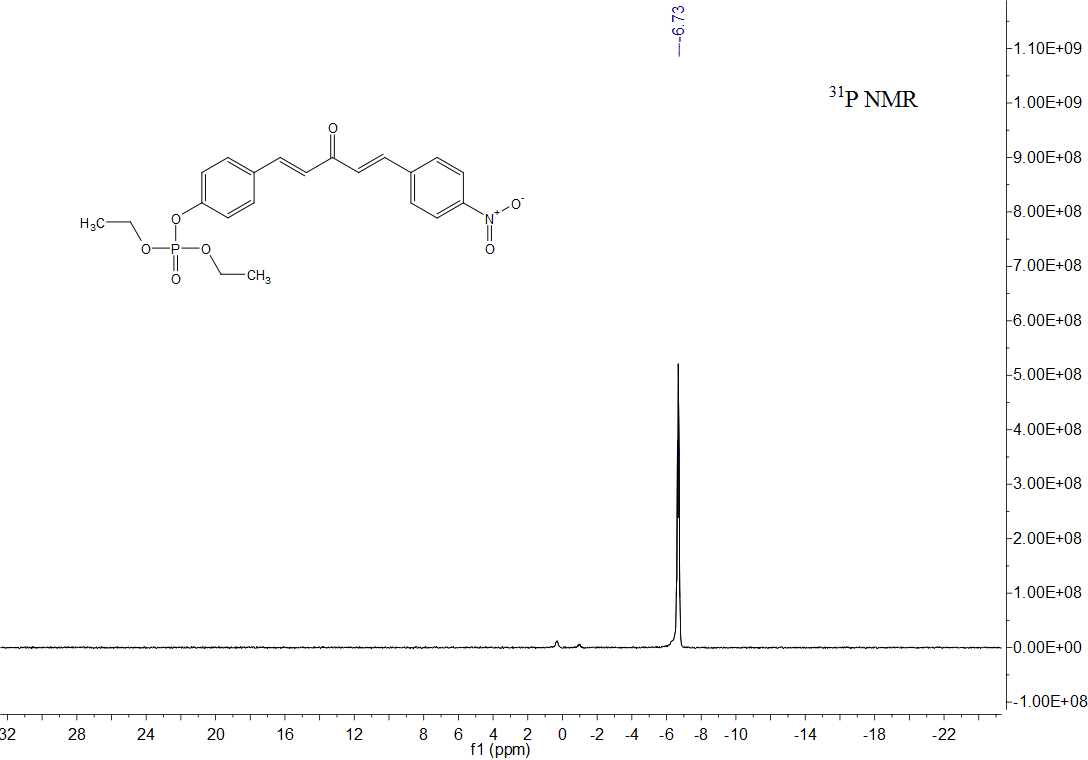 -6.73
³¹P NMR
O
O
O⁻
N⁺
O
H₃C
O
P
O
O
CH₃
1.10E+09
1.00E+09
9.00E+08
8.00E+08
7.00E+08
6.00E+08
5.00E+08
4.00E+08
3.00E+08
2.00E+08
1.00E+08
0.00E+00
-1.00E+08
32 28 24 20 16 12 8 6 4 2 0 -2 -4 -6 -8 -10 -14 -18 -22
f1 (ppm)